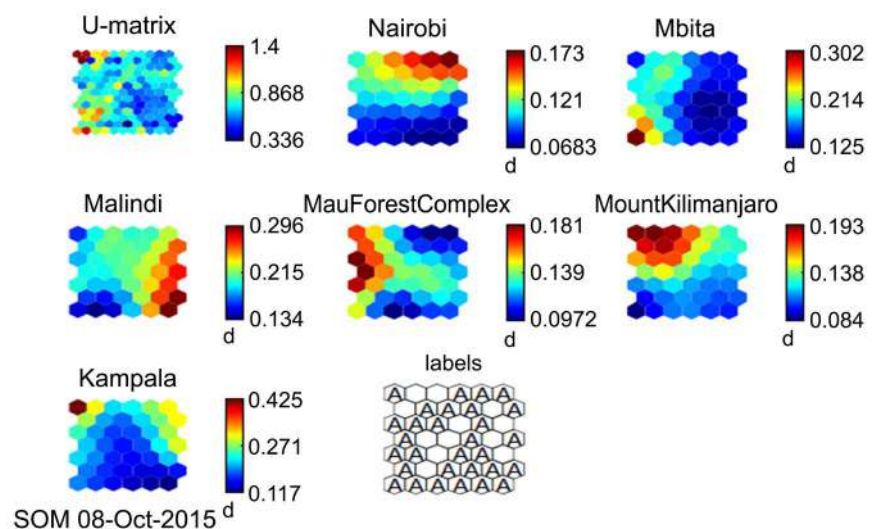 U-matrix
1.4
0.868
0.336
Nairobi
0.173
0.121
0.0683
d
Mbita
0.302
0.214
0.125
d
Malindi
0.296
0.215
0.134
d
MauForestComplex
0.181
0.139
0.0972
d
MountKilimanjaro
0.193
0.138
0.084
d
Kampala
0.425
0.271
0.117
d
labels
A A A A
A A A A
A A A A
A A A
A A A A
A A A A A
A A A A A A
SOM 08-Oct-2015